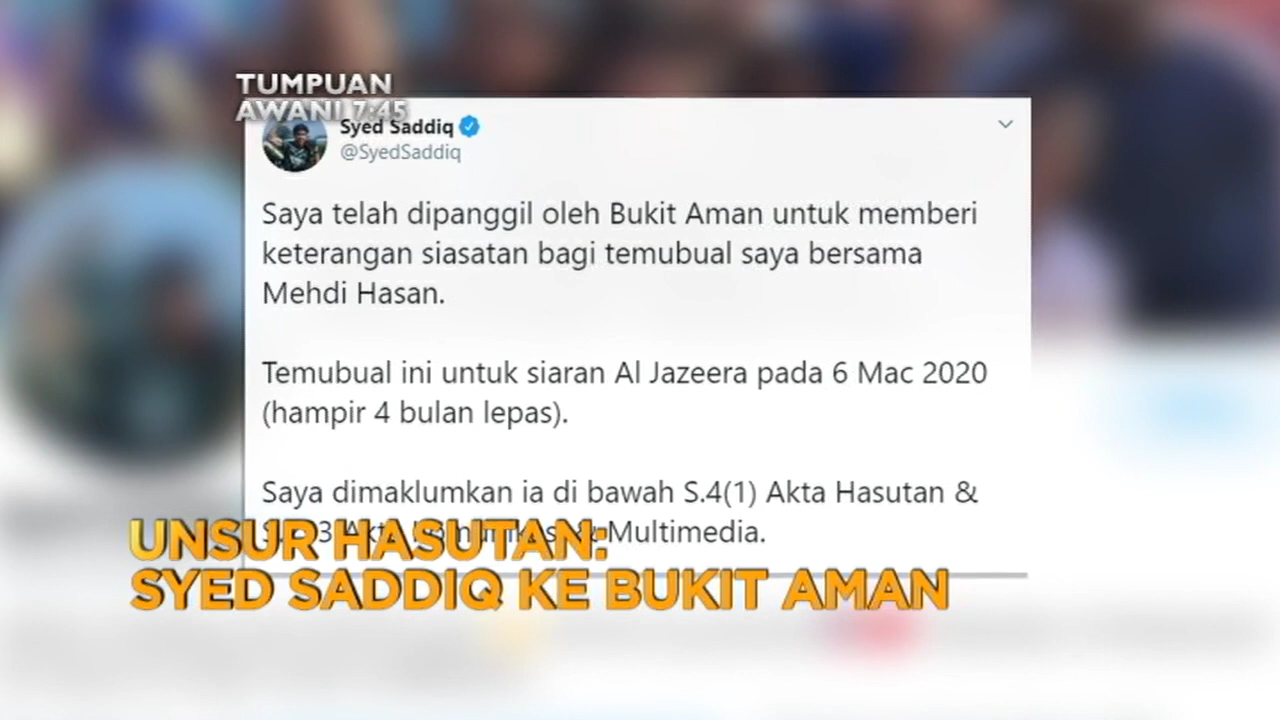 TUMPUAN
AWANI 7:45
Syed Saddiq
@SyedSaddiq
Saya telah dipanggil oleh Bukit Aman untuk memberi
keterangan siasatan bagi temubual saya bersama
Mehdi Hasan.
Temubual ini untuk siaran Al Jazeera pada 6 Mac 2020
(hampir 4 bulan lepas).
Saya dimaklumkan ia di bawah S.4(1) Akta Hasutan &
Akta & Multimedia.
UNSUR HASUTAN:
SYED SADDIQ KE BUKIT AMAN